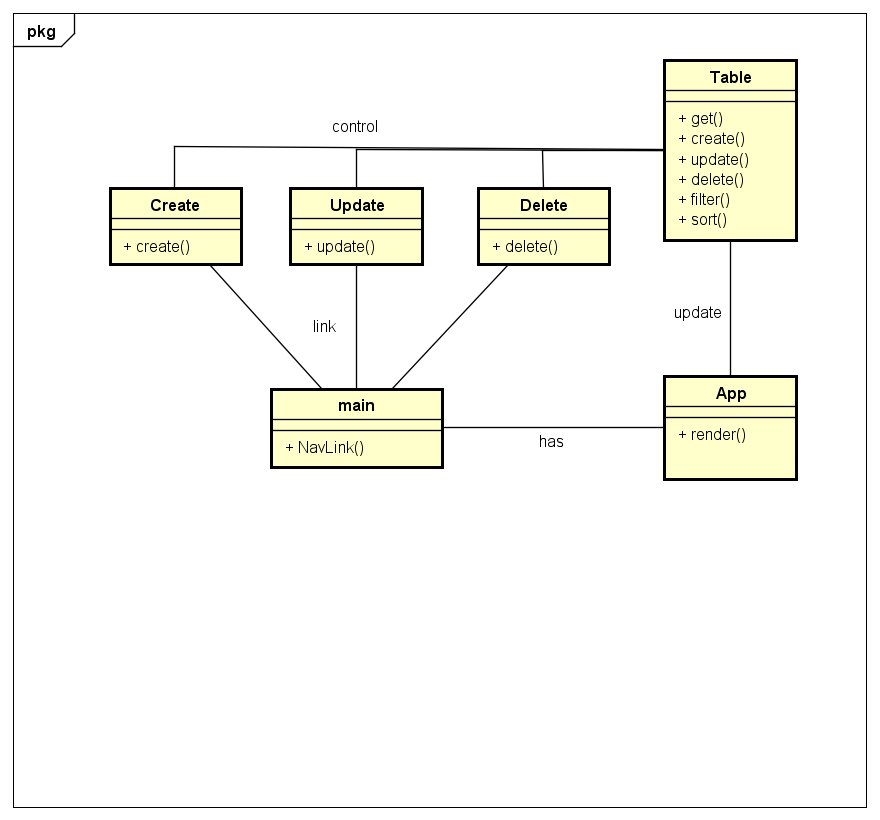 pkg
Table
+ get()
+ create()
+ update()
+ delete()
+ filter()
+ sort()
control
Create
+ create()
Update
+ update()
Delete
+ delete()
link
update
main
+ NavLink()
has
App
+ render()